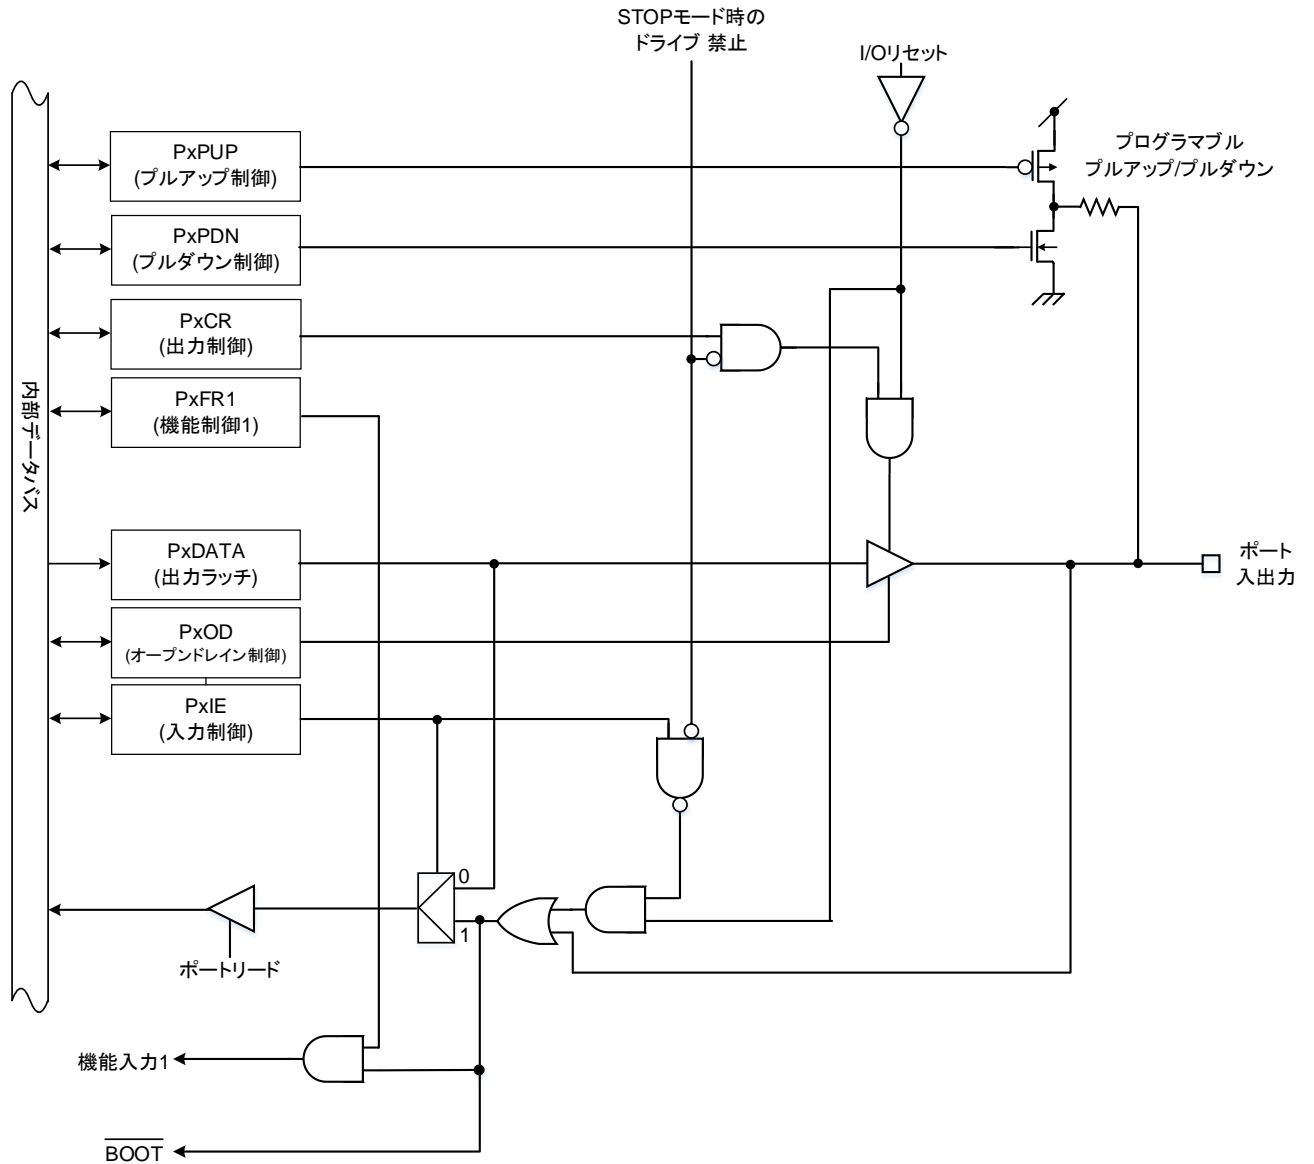 STOPモード時の
ドライブ 禁止
I/Oリセット
プログラマブル
プルアップ/プルダウン
PxPUP
(プルアップ制御)
PxPDN
(プルダウン制御)
PxCR
(出力制御)
PxFR1
(機能制御1)
内部データバス
PxDATA
(出力ラッチ)
ポート
入出力
PxOD
(オープンドレイン制御)
PxIE
(入力制御)
0
1
ポートリード
機能入力1
BOOT